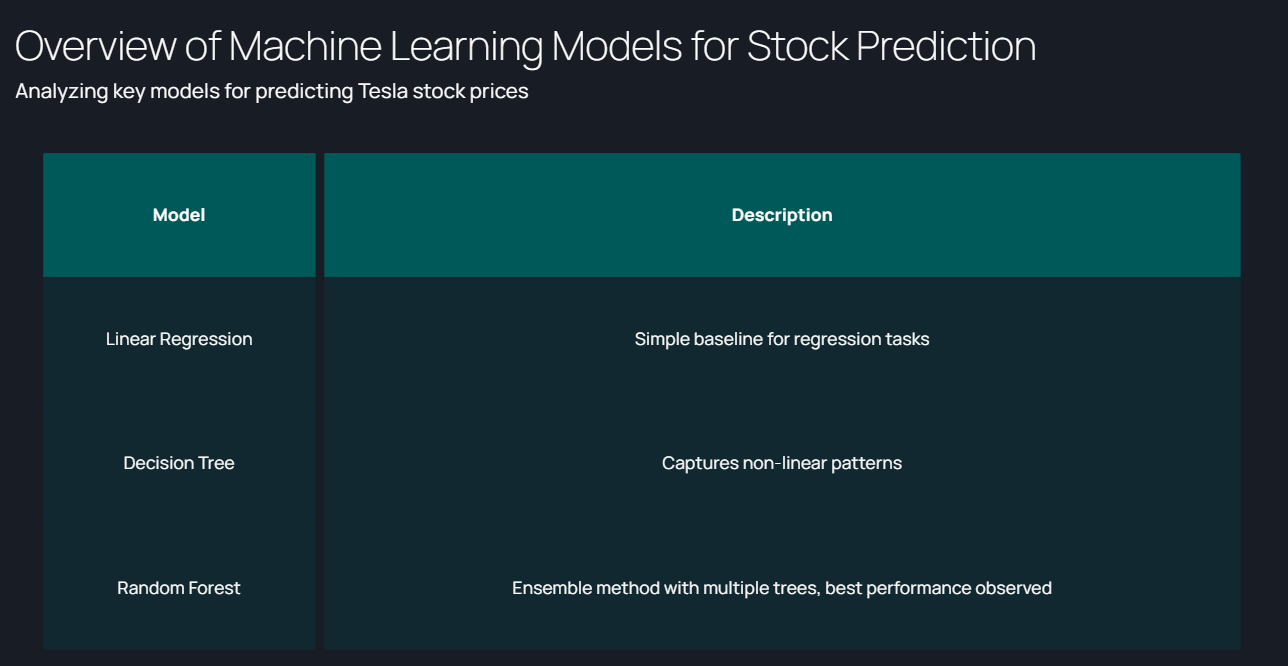 Overview of Machine Learning Models for Stock Prediction
Analyzing key models for predicting Tesla stock prices
Model Description
Linear Regression Simple baseline for regression tasks
Decision Tree Captures non-linear patterns
Random Forest Ensemble method with multiple trees, best performance observed